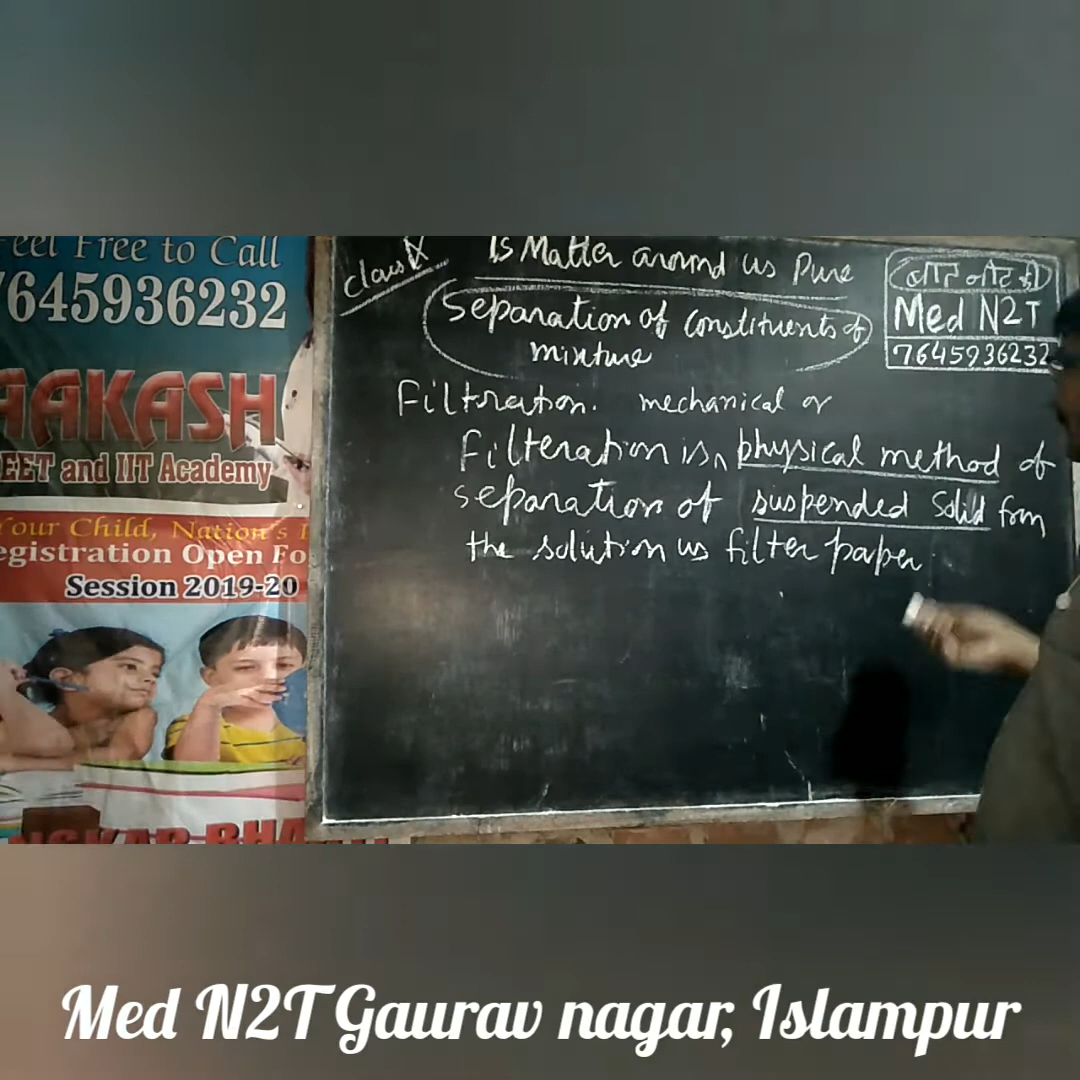 Feel Free to Call
7645936232
AAKASH
EET and IIT Academy
Your Child, Nation's
egistration Open Fo
Session 2019-20
class IX
Is Matter around us Pure
Separation of constituents of
mixture
Med N2T
7645936232
Filtration. mechanical or
Filteration is physical method of
separation of suspended solid from
the solution us filter paper.
Med N2T Gaurav nagar, Islampur